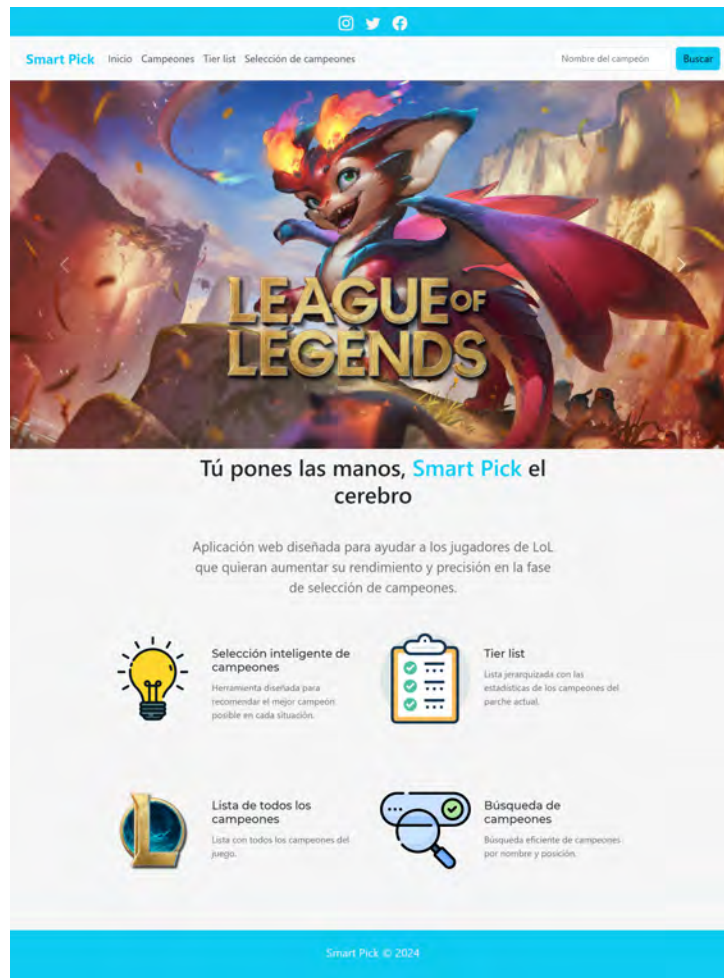 Smart Pick Inicio Campeones Tier list Selección de campeones Nombre del campeón Buscar
LEAGUE OF
LEGENDS
Tú pones las manos, Smart Pick el
cerebro
Aplicación web diseñada para ayudar a los jugadores de LoL
que quieran aumentar su rendimiento y precisión en la fase
de selección de campeones.
Selección inteligente de
campeones
Herramienta diseñada para
recomendar el mejor campeón
posible en cada situación.
Tier list
Lista jerarquizada con las
estadísticas de los campeones del
parche actual.
Lista de todos los
campeones
Lista con todos los campeones del
juego.
Búsqueda de
campeones
Búsqueda eficiente de campeones
por nombre y posición.
Smart Pick © 2024